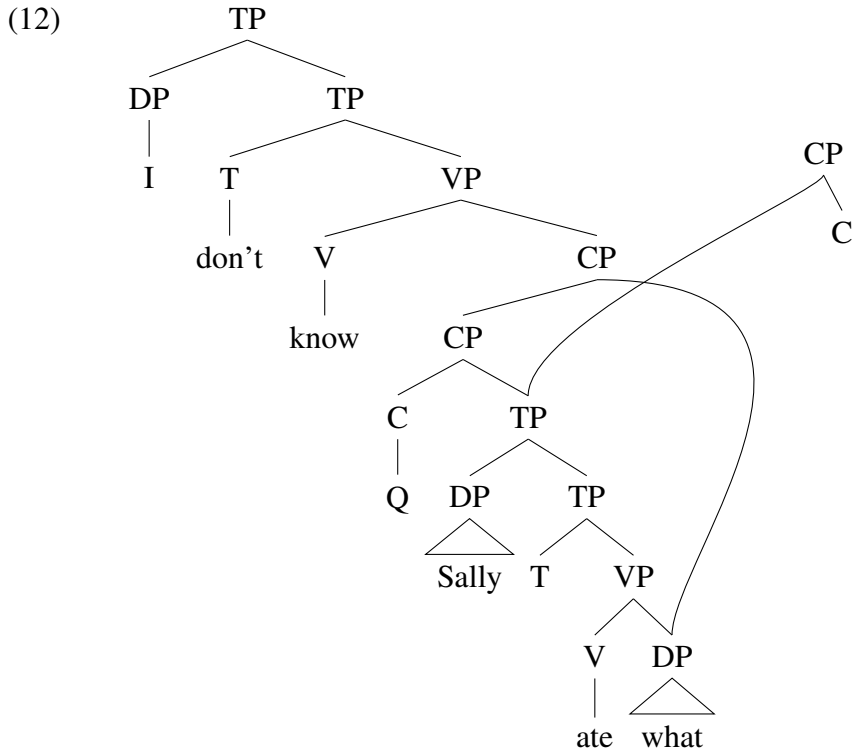 (12) TP
DP TP
CP
I T VP
C
don't V CP
know CP
C TP
Q DP TP
Sally T VP
V DP
ate what